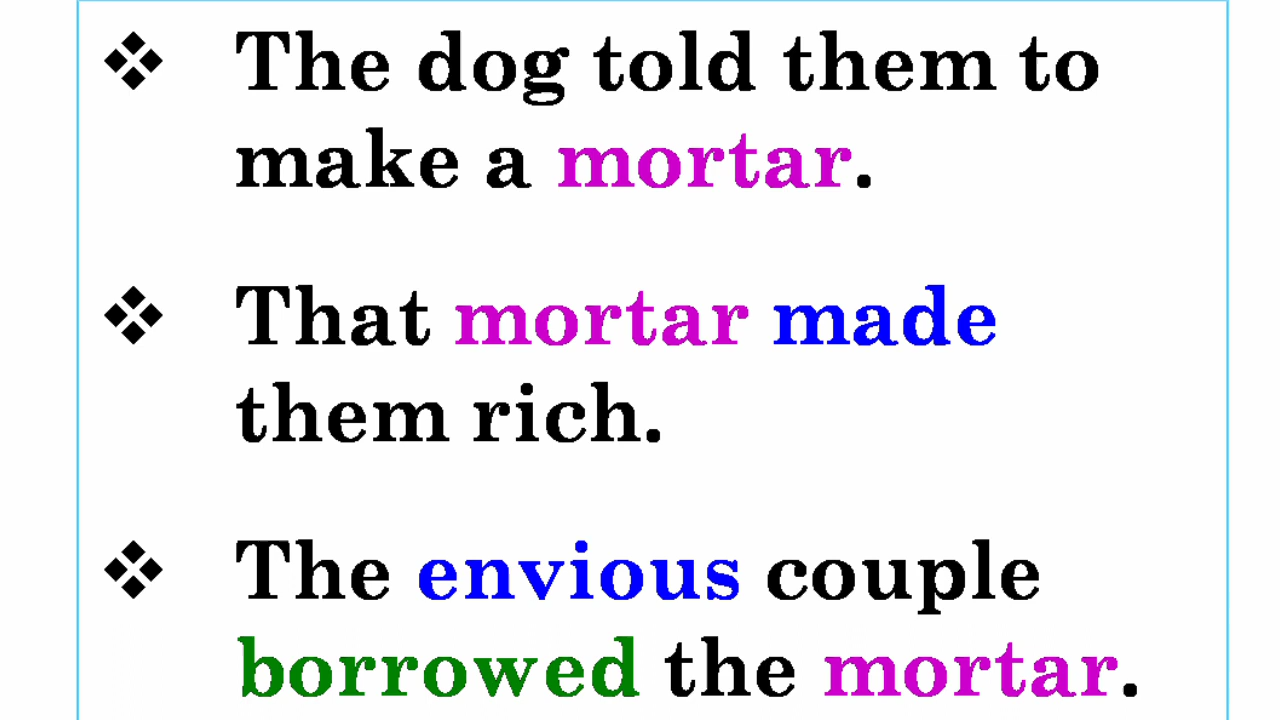 ❖ The dog told them to
make a mortar.
❖ That mortar made
them rich.
❖ The envious couple
borrowed the mortar.